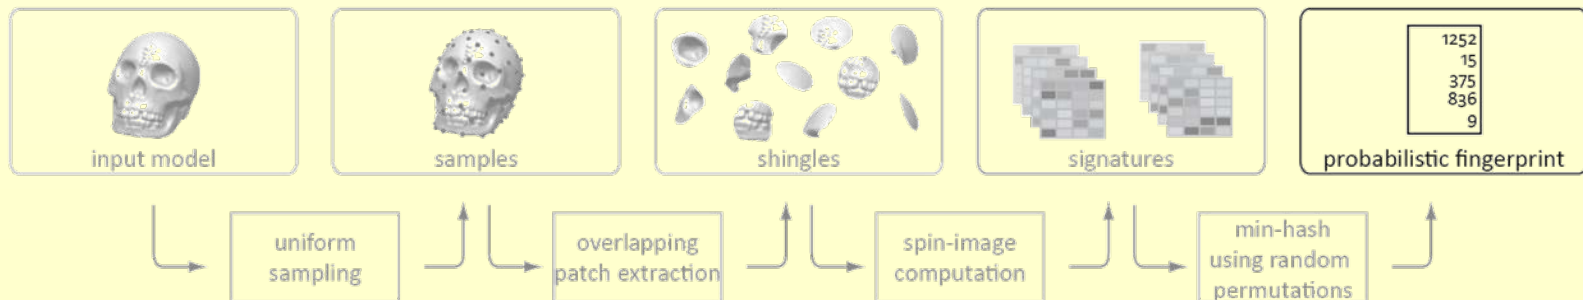 1252
15
375
836
9
input model
samples
shingles
signatures
probabilistic fingerprint
uniform
sampling
overlapping
patch extraction
spin-image
computation
min-hash
using random
permutations